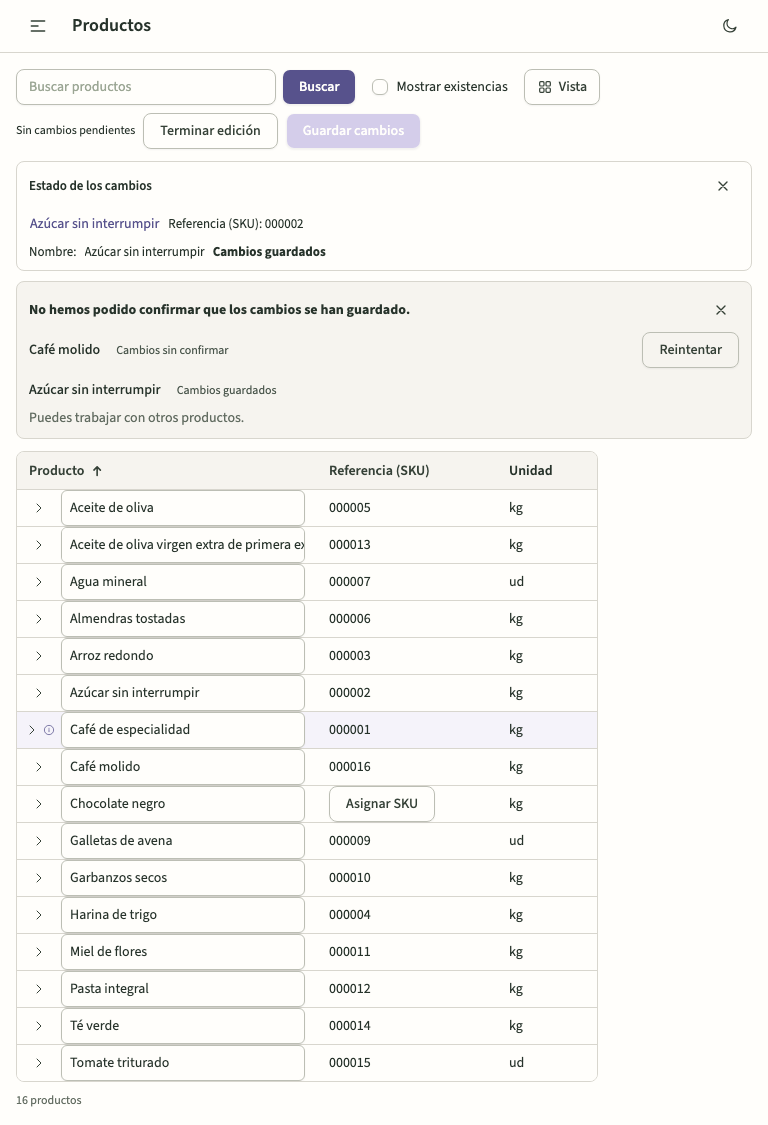 Productos
Buscar productos Buscar Mostrar existencias Vista
Sin cambios pendientes Terminar edición Guardar cambios
Estado de los cambios
Azúcar sin interrumpir Referencia (SKU): 000002
Nombre: Azúcar sin interrumpir Cambios guardados
No hemos podido confirmar que los cambios se han guardado.
Café molido Cambios sin confirmar Reintentar
Azúcar sin interrumpir Cambios guardados
Puedes trabajar con otros productos.
Producto Referencia (SKU) Unidad
Aceite de oliva 000005 kg
Aceite de oliva virgen extra de primera 000013 kg
Agua mineral 000007 ud
Almendras tostadas 000006 kg
Arroz redondo 000003 kg
Azúcar sin interrumpir 000002 kg
Café de especialidad 000001 kg
Café molido 000016 kg
Chocolate negro Asignar SKU kg
Galletas de avena 000009 ud
Garbanzos secos 000010 kg
Harina de trigo 000004 kg
Miel de flores 000011 kg
Pasta integral 000012 kg
Té verde 000014 kg
Tomate triturado 000015 ud
16 productos